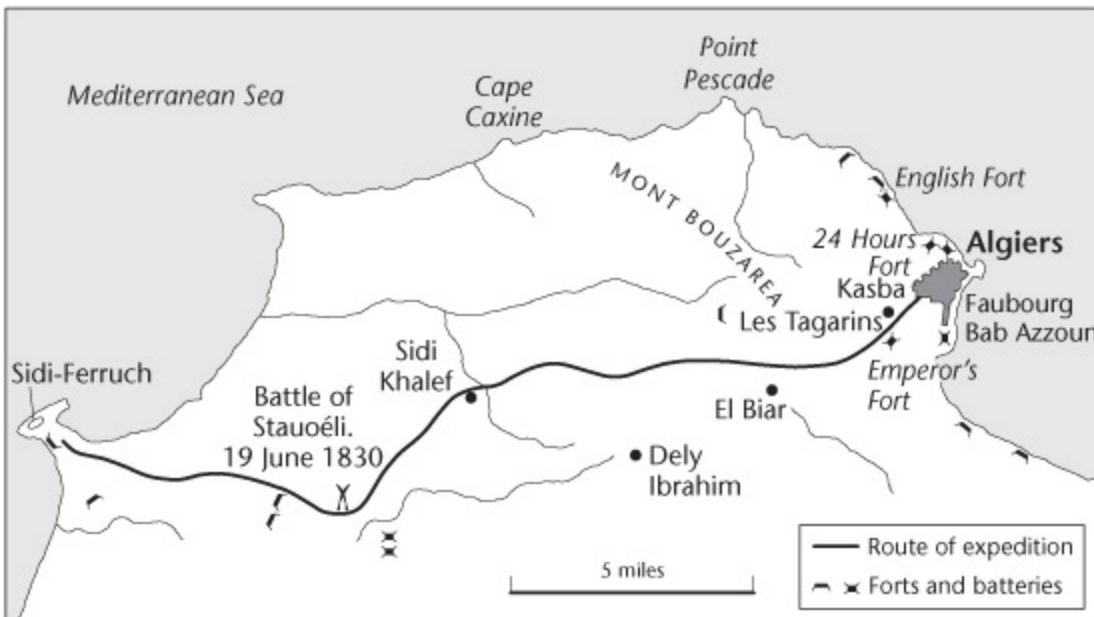 Mediterranean Sea
Cape
Caxine
Point
Pescade
MONT BOUZAREA
English Fort
24 Hours
Fort
Algiers
Kasba
Les Tagarins
Faubourg
Bab Azzoun
Emperor's
Fort
Sidi-Ferruch
Sidi
Khalef
Battle of
Stauoéli.
19 June 1830
El Biar
Dely
Ibrahim
5 miles
Route of expedition
Forts and batteries